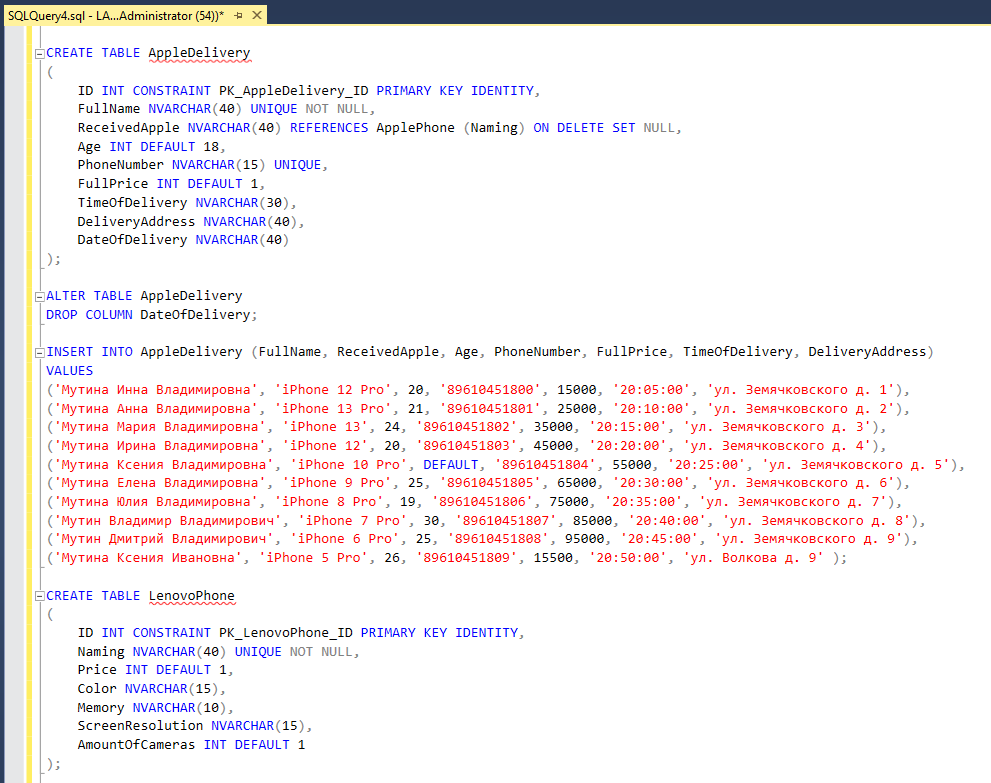 SQLQuery4.sql - LA...Administrator (54))*
CREATE TABLE AppleDelivery
(
ID INT CONSTRAINT PK_AppleDelivery_ID PRIMARY KEY IDENTITY,
FullName NVARCHAR(40) UNIQUE NOT NULL,
ReceivedApple NVARCHAR(40) REFERENCES ApplePhone (Naming) ON DELETE SET NULL,
Age INT DEFAULT 18,
PhoneNumber NVARCHAR(15) UNIQUE,
FullPrice INT DEFAULT 1,
TimeOfDelivery NVARCHAR(30),
DeliveryAddress NVARCHAR(40),
DateOfDelivery NVARCHAR(40)
);
ALTER TABLE AppleDelivery
DROP COLUMN DateOfDelivery;
INSERT INTO AppleDelivery (FullName, ReceivedApple, Age, PhoneNumber, FullPrice, TimeOfDelivery, DeliveryAddress)
VALUES
('Мутина Инна Владимировна', 'iPhone 12 Pro', 20, '89610451800', 15000, '20:05:00', 'ул. Землячковского д. 1'),
('Мутина Анна Владимировна', 'iPhone 13 Pro', 21, '89610451801', 25000, '20:10:00', 'ул. Землячковского д. 2'),
('Мутина Мария Владимировна', 'iPhone 13', 24, '89610451802', 35000, '20:15:00', 'ул. Землячковского д. 3'),
('Мутина Ирина Владимировна', 'iPhone 12', 20, '89610451803', 45000, '20:20:00', 'ул. Землячковского д. 4'),
('Мутина Ксения Владимировна', 'iPhone 10 Pro', DEFAULT, '89610451804', 55000, '20:25:00', 'ул. Землячковского д. 5'),
('Мутина Елена Владимировна', 'iPhone 9 Pro', 25, '89610451805', 65000, '20:30:00', 'ул. Землячковского д. 6'),
('Мутина Юлия Владимировна', 'iPhone 8 Pro', 19, '89610451806', 75000, '20:35:00', 'ул. Землячковского д. 7'),
('Мутин Владимир Владимирович', 'iPhone 7 Pro', 30, '89610451807', 85000, '20:40:00', 'ул. Землячковского д. 8'),
('Мутин Дмитрий Владимирович', 'iPhone 6 Pro', 25, '89610451808', 95000, '20:45:00', 'ул. Землячковского д. 9'),
('Мутина Ксения Ивановна', 'iPhone 5 Pro', 26, '89610451809', 15500, '20:50:00', 'ул. Волкова д. 9' );
CREATE TABLE LenovoPhone
(
ID INT CONSTRAINT PK_LenovoPhone_ID PRIMARY KEY IDENTITY,
Naming NVARCHAR(40) UNIQUE NOT NULL,
Price INT DEFAULT 1,
Color NVARCHAR(15),
Memory NVARCHAR(10),
ScreenResolution NVARCHAR(15),
AmountOfCameras INT DEFAULT 1
);